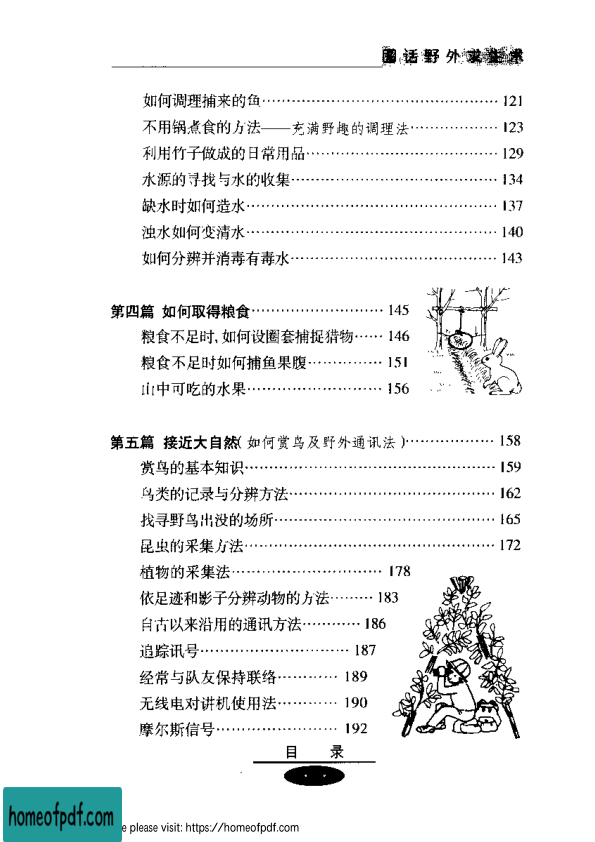 图话野外求生术
如何调理捕来的鱼………………………………………… 121
不用锅煮食的方法——充满野趣的调理法……………… 123
利用竹子做成的日常用品………………………………… 129
水源的寻找与水的收集…………………………………… 134
缺水时如何造水…………………………………………… 137
浊水如何变清水…………………………………………… 140
如何分辨并消毒有毒水…………………………………… 143
第四篇 如何取得粮食……………………… 145
粮食不足时,如何设圈套捕捉猎物…… 146
粮食不足时如何捕鱼果腹…………… 151
山中可吃的水果……………………… 156
第五篇 接近大自然(如何赏鸟及野外通讯法)……………… 158
赏鸟的基本知识…………………………………………… 159
鸟类的记录与分辨方法…………………………………… 162
找寻野鸟出没的场所……………………………………… 165
昆虫的采集方法…………………………………………… 172
植物的采集法………………………… 178
依足迹和影子分辨动物的方法……… 183
自古以来沿用的通讯方法………… 186
追踪讯号………………………… 187
经常与队友保持联络………… 189
无线电对讲机使用法………… 190
摩尔斯信号…………………… 192
目 录
homeofpdf.com
e please visit: https://homeofpdf.com